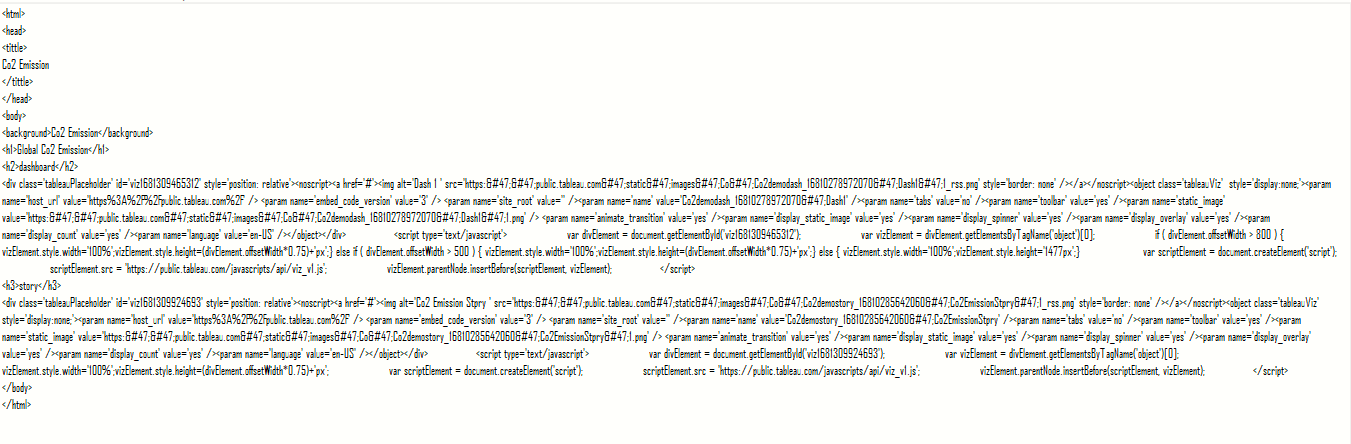 <html>
<head>
<tittle>
Co2 Emission
</tittle>
</head>
<body>
<background>Co2 Emission</background>
<h1>Global Co2 Emission</h1>
<h2>dashboard</h2>
<div class='tableauPlaceholder' id='viz1681309465312' style='position: relative'><noscript><a href='#'><img alt='Dash 1 ' src='https:&#47;&#47;public.tableau.com&#47;static&#47;images&#47;Co&#47;Co2demodash_16810278972070&#47;Dash1&#47;1_rss.png' style='border: none' /></a></noscript><object class='tableauViz'  style='display:none;'><param
name='host_url' value='https%3A%2F%2Fpublic.tableau.com%2F' /> <param name='embed_code_version' value='3' /> <param name='site_root' value='' /><param name='name' value='Co2demodash_16810278972070&#47;Dash1' /><param name='tabs' value='no' /><param name='toolbar' value='yes' /><param name='static_image'
value='https:&#47;&#47;public.tableau.com&#47;static&#47;images&#47;Co&#47;Co2demodash_16810278972070&#47;Dash1&#47;1.png' /> <param name='animate_transition' value='yes' /><param name='display_static_image' value='yes' /><param name='display_spinner' value='yes' /><param name='display_overlay' value='yes' /><param
name='display_count' value='yes' /><param name='language' value='en-US' /></object></div> <script type='text/javascript'> var divElement = document.getElementById('viz1681309465312'); var vizElement = divElement.getElementsByTagName('object')[0]; if ( divElement.offsetWidth > 800 ) {
vizElement.style.width='100%';vizElement.style.height=(divElement.offsetWidth*0.75)+'px';} else if ( divElement.offsetWidth > 500 ) { vizElement.style.width='100%';vizElement.style.height=(divElement.offsetWidth*0.75)+'px';} else { vizElement.style.width='100%';vizElement.style.height='1477px';} var scriptElement = document.createElement('script');
scriptElement.src = 'https://public.tableau.com/javascripts/api/viz_v1.js'; vizElement.parentNode.insertBefore(scriptElement, vizElement); </script>
<h3>story</h3>
<div class='tableauPlaceholder' id='viz1681309924693' style='position: relative'><noscript><a href='#'><img alt='Co2 Emission Stpry ' src='https:&#47;&#47;public.tableau.com&#47;static&#47;images&#47;Co&#47;Co2demostory_16810285642060&#47;Co2EmissionStpry&#47;1_rss.png' style='border: none' /></a></noscript><object class='tableauViz'
style='display:none;'><param name='host_url' value='https%3A%2F%2Fpublic.tableau.com%2F' /> <param name='embed_code_version' value='3' /> <param name='site_root' value='' /><param name='name' value='Co2demostory_16810285642060&#47;Co2EmissionStpry' /><param name='tabs' value='no' /><param name='toolbar' value='yes' /><param
name='static_image' value='https:&#47;&#47;public.tableau.com&#47;static&#47;images&#47;Co&#47;Co2demostory_16810285642060&#47;Co2EmissionStpry&#47;1.png' /> <param name='animate_transition' value='yes' /><param name='display_static_image' value='yes' /><param name='display_spinner' value='yes' /><param name='display_overlay'
value='yes' /><param name='display_count' value='yes' /><param name='language' value='en-US' /></object></div> <script type='text/javascript'> var divElement = document.getElementById('viz1681309924693'); var vizElement = divElement.getElementsByTagName('object')[0];
vizElement.style.width='100%';vizElement.style.height=(divElement.offsetWidth*0.75)+'px'; var scriptElement = document.createElement('script'); scriptElement.src = 'https://public.tableau.com/javascripts/api/viz_v1.js'; vizElement.parentNode.insertBefore(scriptElement, vizElement); </script>
</body>
</html>